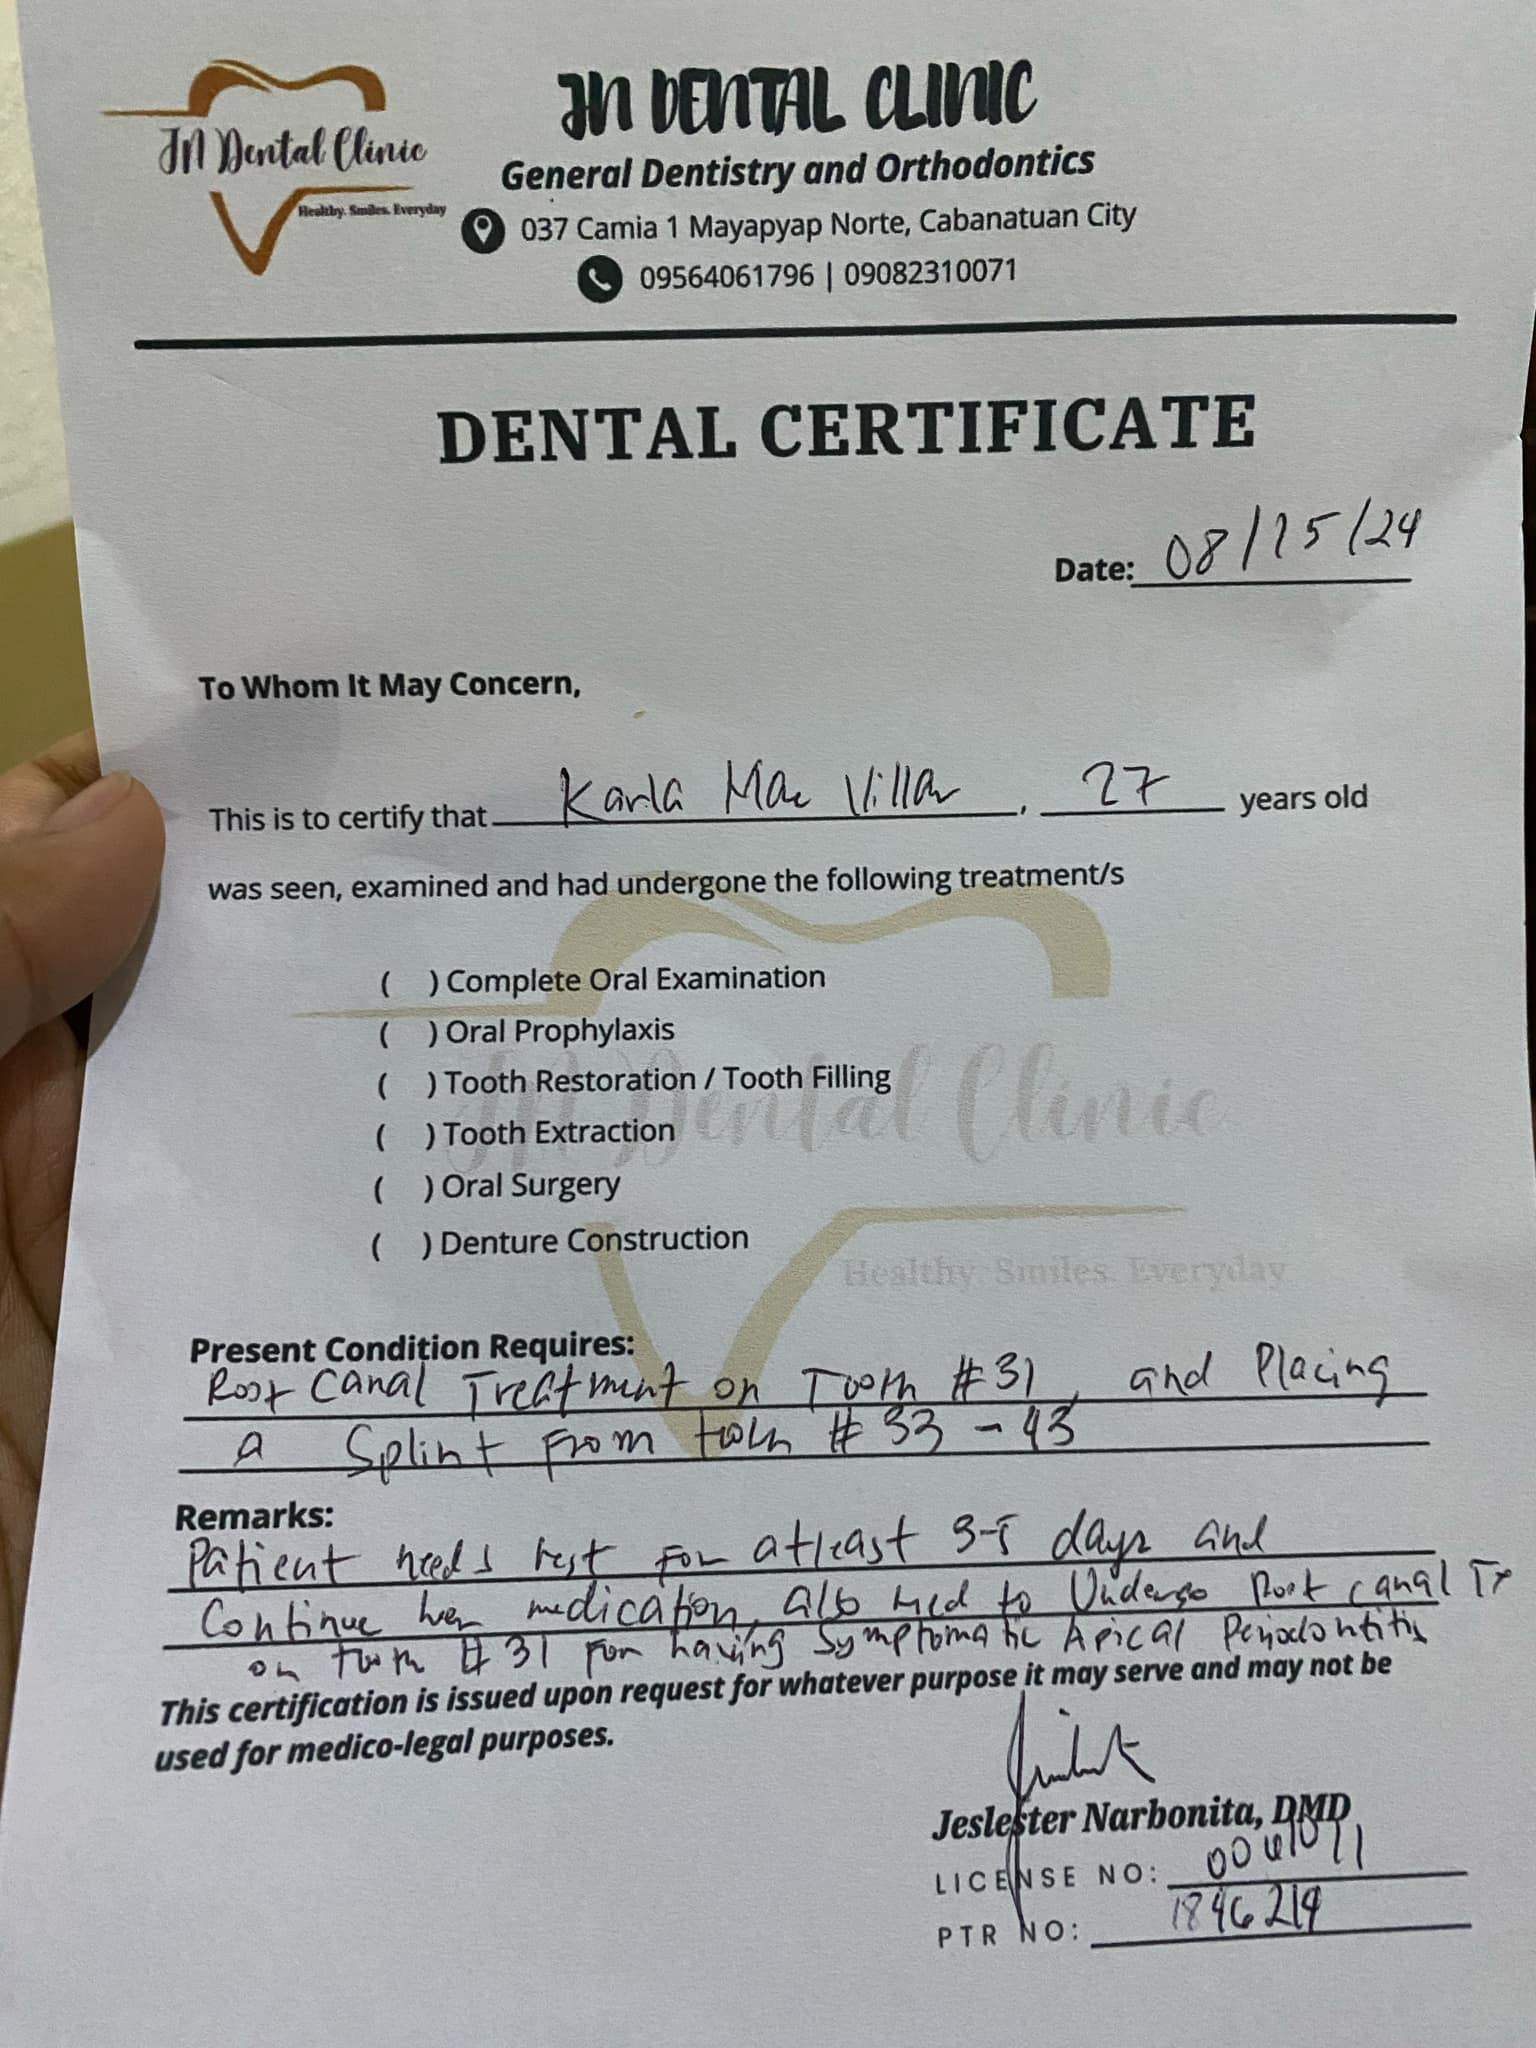 JN Dental Clinic
Healthy. Smiles. Everyday
JN DENTAL CLINIC
General Dentistry and Orthodontics
037 Camia 1 Mayapyap Norte, Cabanatuan City
09564061796 | 09082310071
DENTAL CERTIFICATE
Date: 08/15/24
To Whom It May Concern,
This is to certify that Karla Mae Villar, 27 years old
was seen, examined and had undergone the following treatment/s
( ) Complete Oral Examination
( ) Oral Prophylaxis
( ) Tooth Restoration / Tooth Filling
( ) Tooth Extraction
( ) Oral Surgery
( ) Denture Construction
JN Dental Clinic
Healthy. Smiles. Everyday
Present Condition Requires:
Root Canal Treatment on Tooth #31, and Placing
a Splint From tooth # 33 - 43
Remarks:
Patient needs rest For atleast 3-5 days and
Continue her medication, also need to Undergo Root canal Tx
on tooth #31 For having Symptomatic Apical Periodontitis
This certification is issued upon request for whatever purpose it may serve and may not be
used for medico-legal purposes.
Jeslester Narbonita, DMD
LICENSE NO:
PTR NO: 1846214